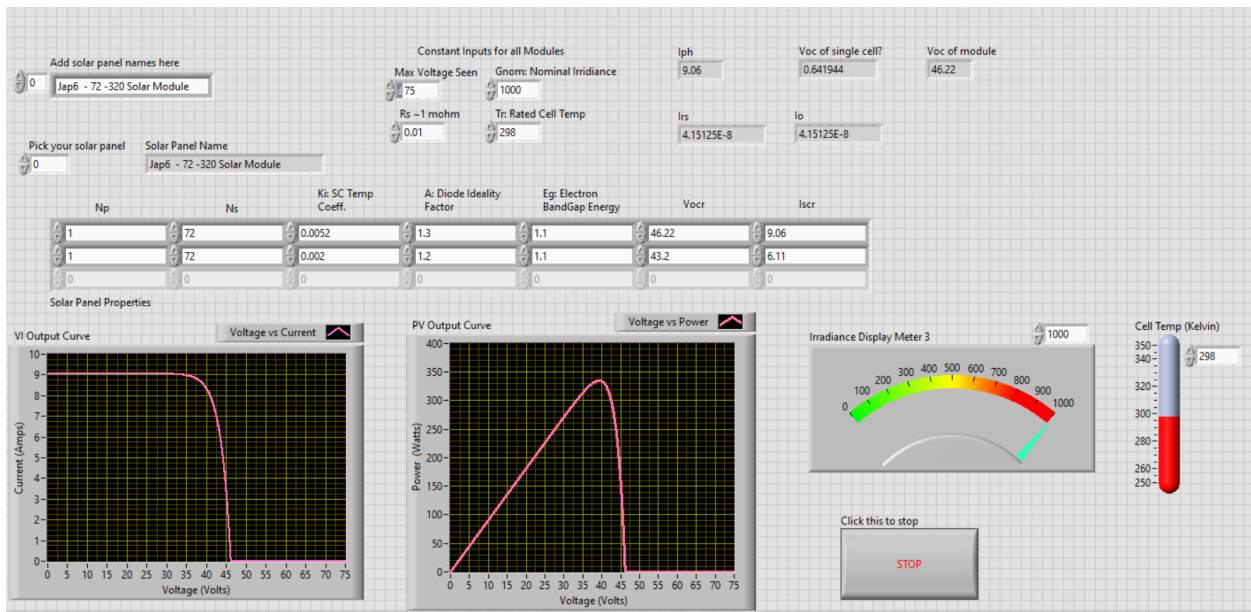 Add solar panel names here
0
Jap6 - 72 -320 Solar Module
Constant Inputs for all Modules
Max Voltage Seen
75
Gnom: Nominal Irridiance
1000
Rs ~1 mohm
0.01
Tr: Rated Cell Temp
298
Iph
9.06
Voc of single cell?
0.641944
Voc of module
46.22
Irs
4.15125E-8
Io
4.15125E-8
Pick your solar panel
0
Solar Panel Name
Jap6 - 72 -320 Solar Module
Np
Ns
Ki: SC Temp
Coeff.
A: Diode Ideality
Factor
Eg: Electron
BandGap Energy
Vocr
Iscr
1 72 0.0052 1.3 1.1 46.22 9.06
1 72 0.002 1.2 1.1 43.2 6.11
0 0 0 0 0 0 0
Solar Panel Properties
VI Output Curve
Voltage vs Current
Current (Amps)
10
9
8
7
6
5
4
3
2
1
0
0 5 10 15 20 25 30 35 40 45 50 55 60 65 70 75
Voltage (Volts)
PV Output Curve
Voltage vs Power
Power (Watts)
400
350
300
250
200
150
100
50
0
0 5 10 15 20 25 30 35 40 45 50 55 60 65 70 75
Voltage (Volts)
Irradiance Display Meter 3
1000
0 100 200 300 400 500 600 700 800 900 1000
Cell Temp (Kelvin)
298
350
340
320
300
280
260
250
Click this to stop
STOP